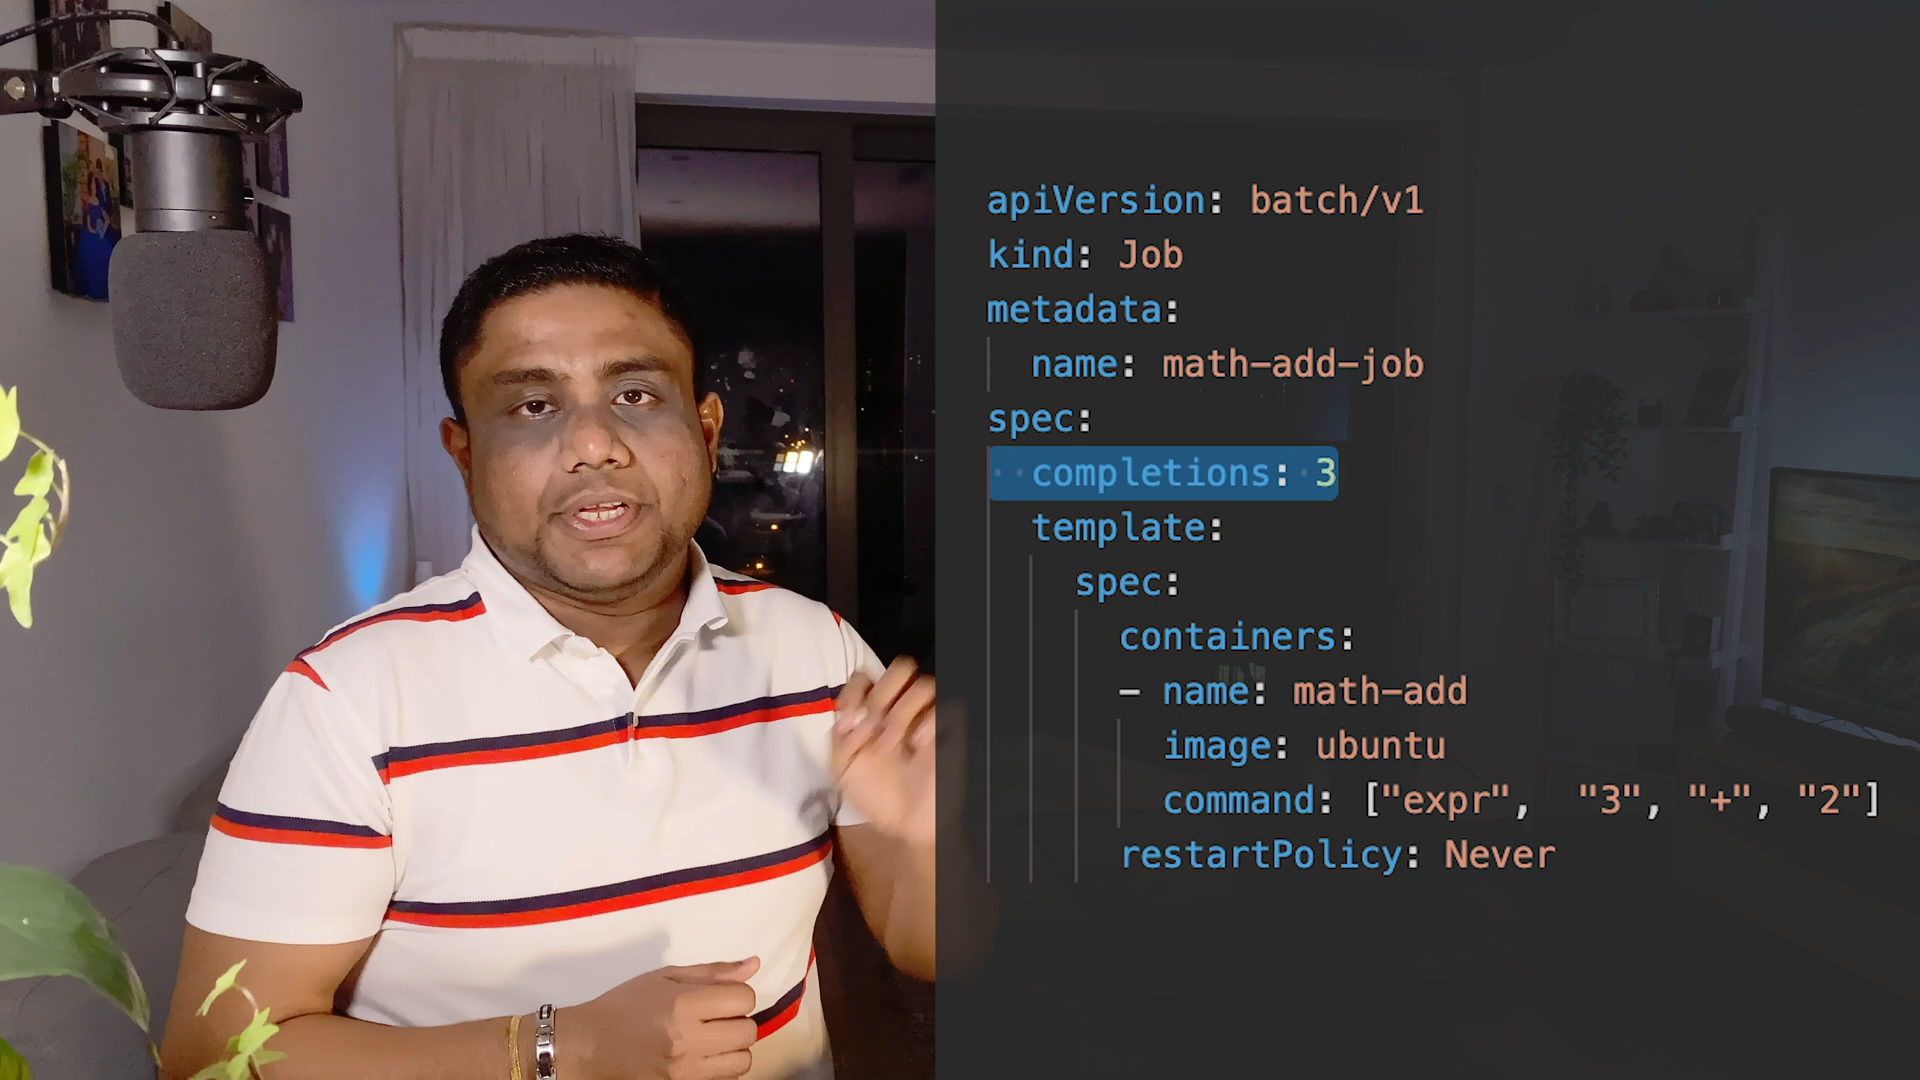 apiVersion: batch/v1
kind: Job
metadata:
  name: math-add-job
spec:
  completions: 3
  template:
    spec:
      containers:
      - name: math-add
        image: ubuntu
        command: ["expr",  "3", "+", "2"]
      restartPolicy: Never